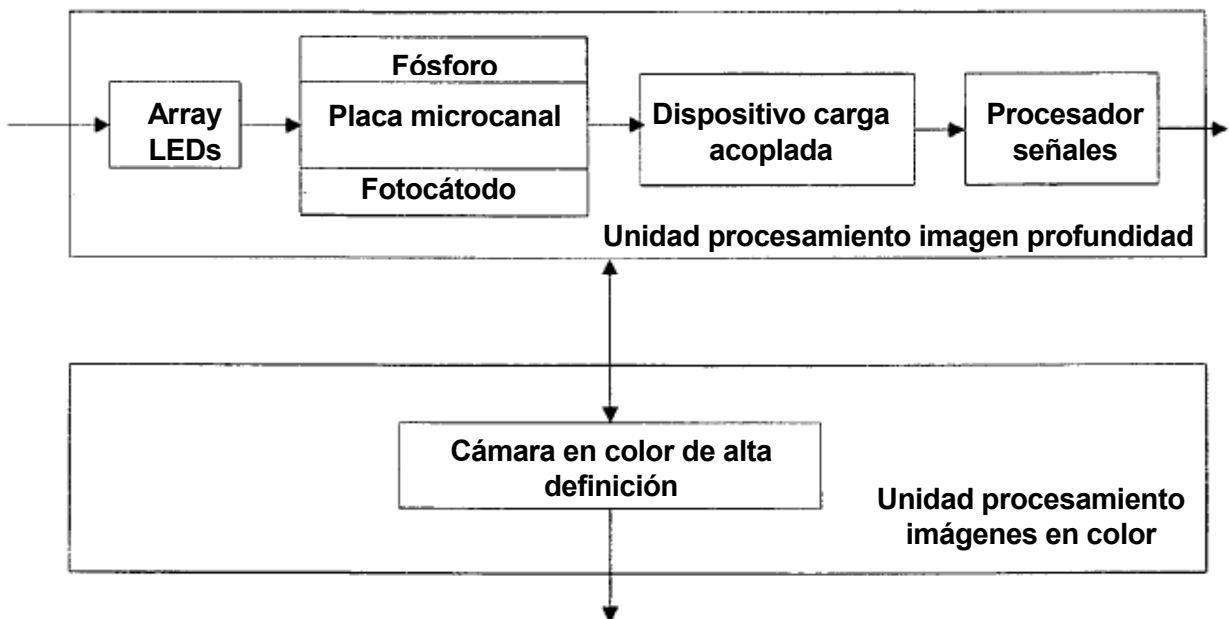 Array
LEDs
Fósforo
Placa microcanal
Fotocátodo
Dispositivo carga
acoplada
Procesador
señales
Unidad procesamiento imagen profundidad
Cámara en color de alta
definición
Unidad procesamiento
imágenes en color